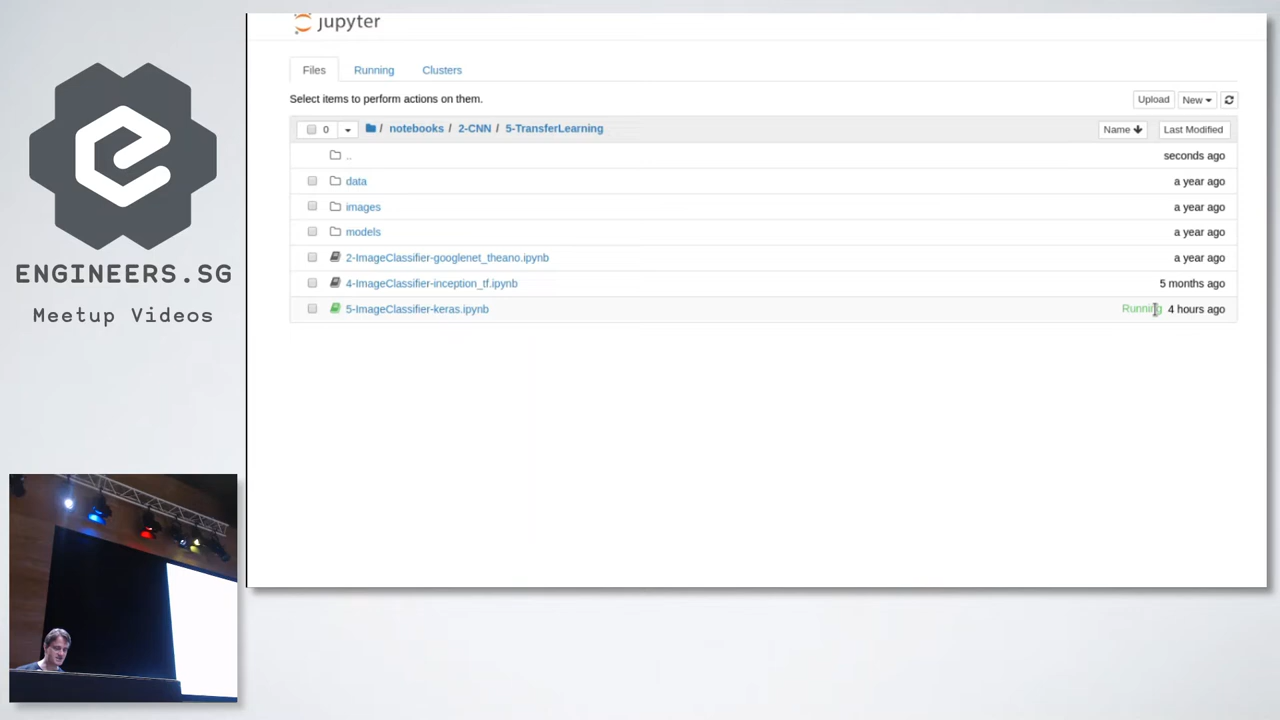 jupyter
Files Running Clusters
Select items to perform actions on them.
Upload New
0 / notebooks / 2-CNN / 5-TransferLearning Name Last Modified
.. seconds ago
data a year ago
images a year ago
models a year ago
2-ImageClassifier-googlenet_theano.ipynb a year ago
4-ImageClassifier-inception_tf.ipynb 5 months ago
5-ImageClassifier-keras.ipynb Running 4 hours ago
ENGINEERS.SG
Meetup Videos